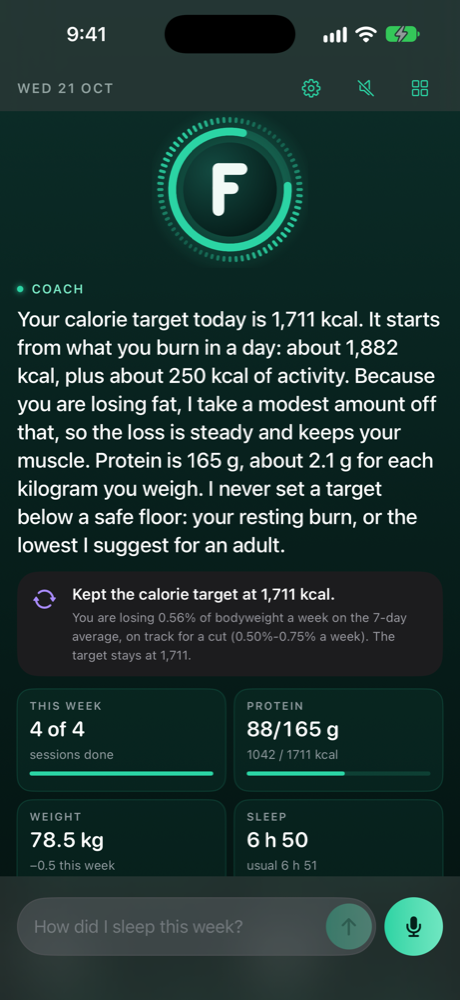 9:41
WED 21 OCT
F
COACH
Your calorie target today is 1,711 kcal. It starts
from what you burn in a day: about 1,882
kcal, plus about 250 kcal of activity. Because
you are losing fat, I take a modest amount off
that, so the loss is steady and keeps your
muscle. Protein is 165 g, about 2.1 g for each
kilogram you weigh. I never set a target
below a safe floor: your resting burn, or the
lowest I suggest for an adult.
Kept the calorie target at 1,711 kcal.
You are losing 0.56% of bodyweight a week on the 7-day
average, on track for a cut (0.50%-0.75% a week). The
target stays at 1,711.
THIS WEEK
4 of 4
sessions done
PROTEIN
88/165 g
1042 / 1711 kcal
WEIGHT
78.5 kg
−0.5 this week
SLEEP
6 h 50
usual 6 h 51
How did I sleep this week?